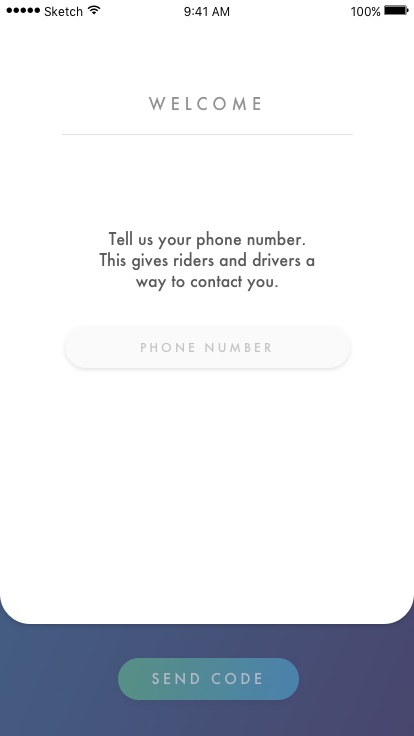 Sketch 9:41 AM 100%
WELCOME
Tell us your phone number.
This gives riders and drivers a
way to contact you.
PHONE NUMBER
SEND CODE